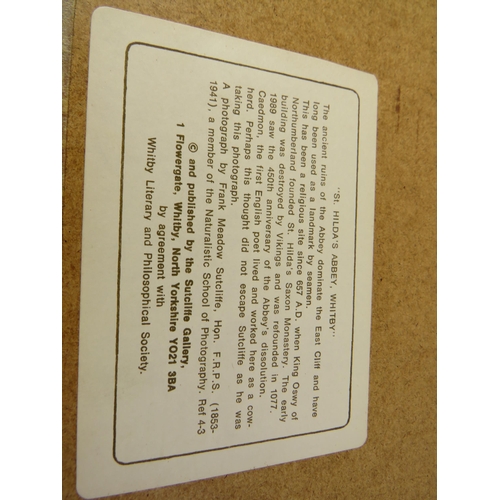 "St. HILDA'S ABBEY, WHITBY"
The ancient ruins of the Abbey dominate the East Cliff and have
long been used as a landmark by seamen.
This has been a religious site since 657 A.D. when King Oswy of
Northumberland founded St. Hilda's Saxon Monastery. The early
building was destroyed by Vikings and was refounded in 1077.
1989 saw the 450th anniversary of the Abbey's dissolution.
Caedmon, the first English poet lived and worked here as a cow-
herd. Perhaps this thought did not escape Sutcliffe as he was
taking this photograph.
A photograph by Frank Meadow Sutcliffe, Hon. F.R.P.S. (1853-
1941), a member of the Naturalistic School of Photography. Ref 4-3
© and published by the Sutcliffe Gallery,
1 Flowergate, Whitby, North Yorkshire YO21 3BA
by agreement with
Whitby Literary and Philosophical Society.